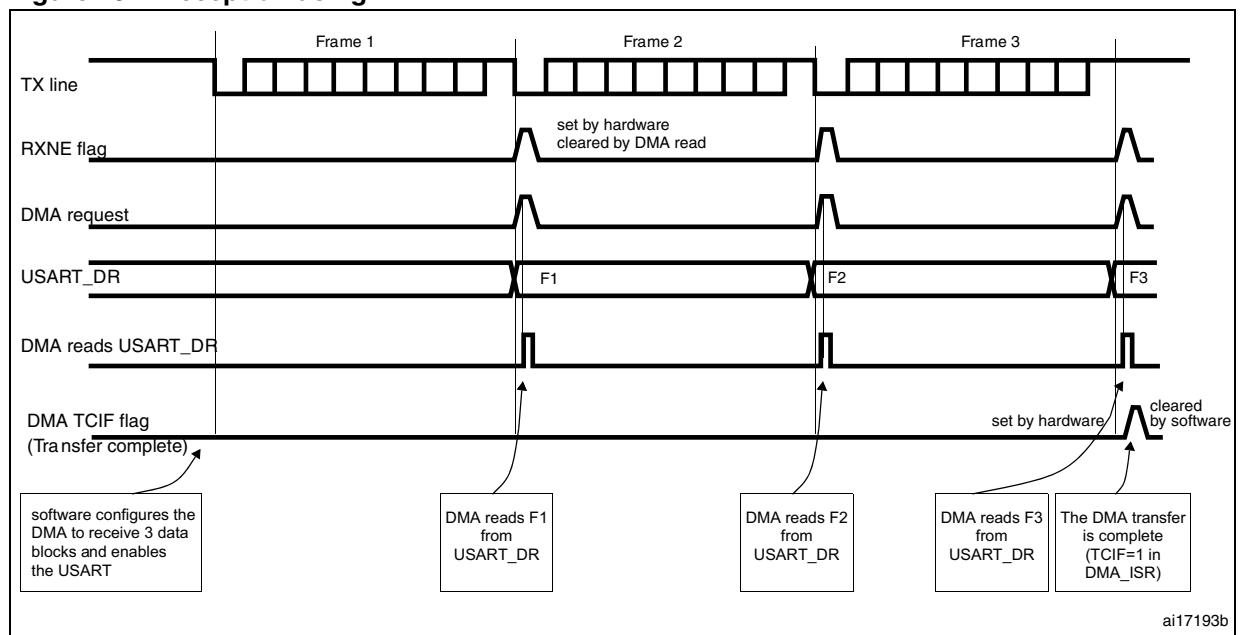 Frame 1
Frame 2
Frame 3
TX line
set by hardware
cleared by DMA read
RXNE flag
DMA request
USART_DR
F1
F2
F3
DMA reads USART_DR
DMA TCIF flag
(Transfer complete)
set by hardware
cleared
by software
software configures the
DMA to receive 3 data
blocks and enables
the USART
DMA reads F1
from
USART_DR
DMA reads F2
from
USART_DR
DMA reads F3
from
USART_DR
The DMA transfer
is complete
(TCIF=1 in
DMA_ISR)
ai17193b